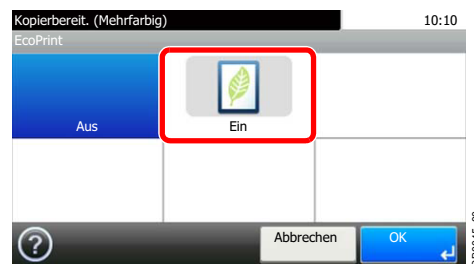 Kopierbereit. (Mehrfarbig) 10:10
EcoPrint
Aus Ein
? Abbrechen OK